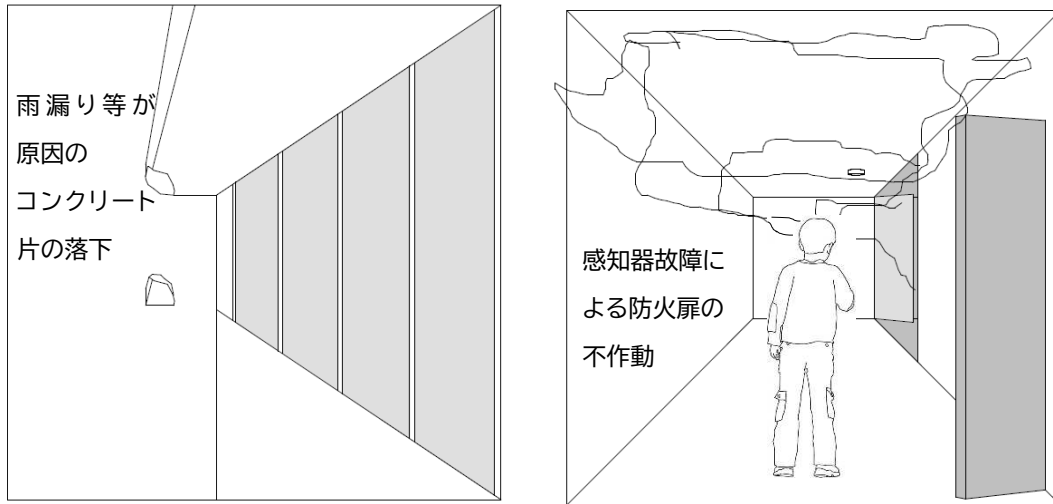 雨漏り等が
原因の
コンクリート
片の落下
感知器故障に
よる防火扉の
不作動